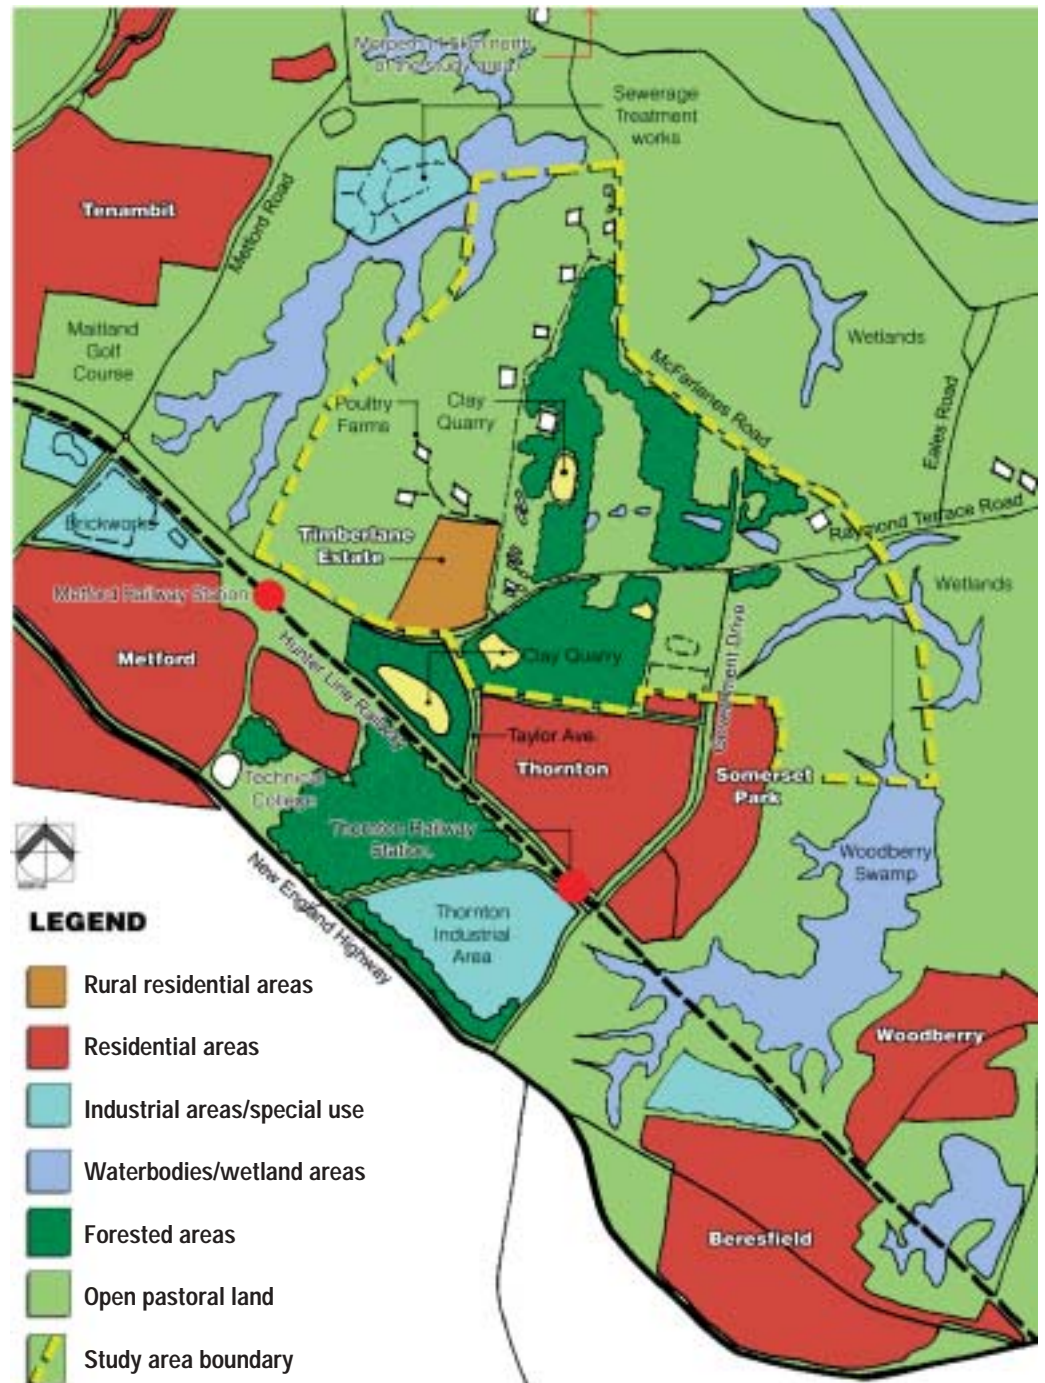 Sewerage
Treatment
works
Tenambit
Metford Road
Maitland
Golf
Course
Wetlands
McFarlanes Road
Eales Road
Poultry
Farms
Clay
Quarry
Brickworks
Timberlane
Estate
Raymond Terrace Road
Wetlands
Metford Railway Station
Metford
Hunter Line Railway
Clay Quarry
Taylor Ave.
Thornton
Somerset
Park
Technical
College
Thornton Railway
Station.
Woodberry
Swamp
New England Highway
Thornton
Industrial
Area
Woodberry
Beresfield
LEGEND
Rural residential areas
Residential areas
Industrial areas/special use
Waterbodies/wetland areas
Forested areas
Open pastoral land
Study area boundary